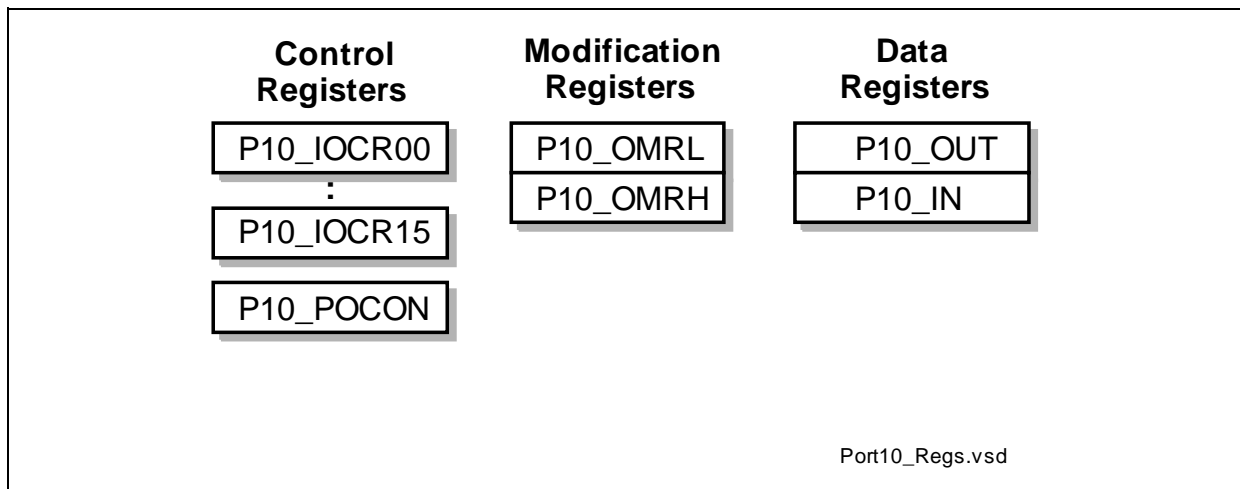 Control
Registers
P10_IOCR00
:
P10_IOCR15
P10_POCON
Modification
Registers
P10_OMRL
P10_OMRH
Data
Registers
P10_OUT
P10_IN
Port10_Regs.vsd